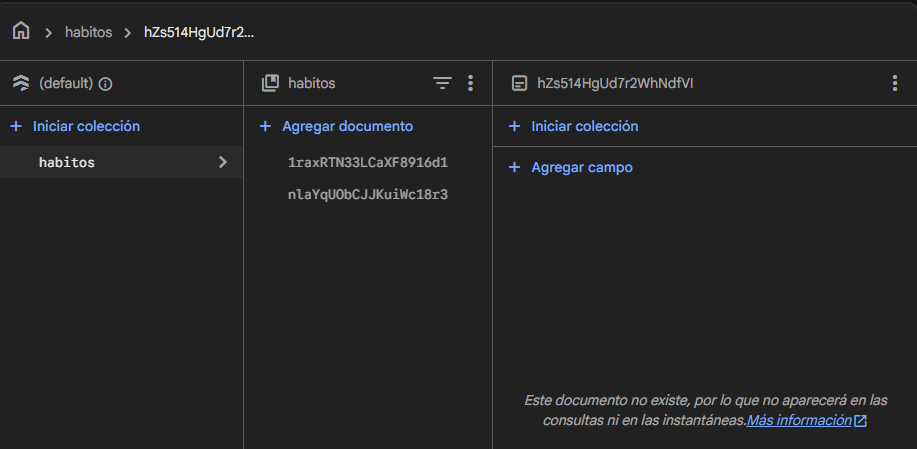 habitos hZs514HgUd7r2...
(default)
habitos
hZs514HgUd7r2WhNdfVI
+ Iniciar colección
+ Agregar documento
+ Iniciar colección
habitos
1raxRTN33LCaXF8916d1
nlaYqUObCJJKuiWc18r3
+ Agregar campo
Este documento no existe, por lo que no aparecerá en las
consultas ni en las instantáneas.Más información